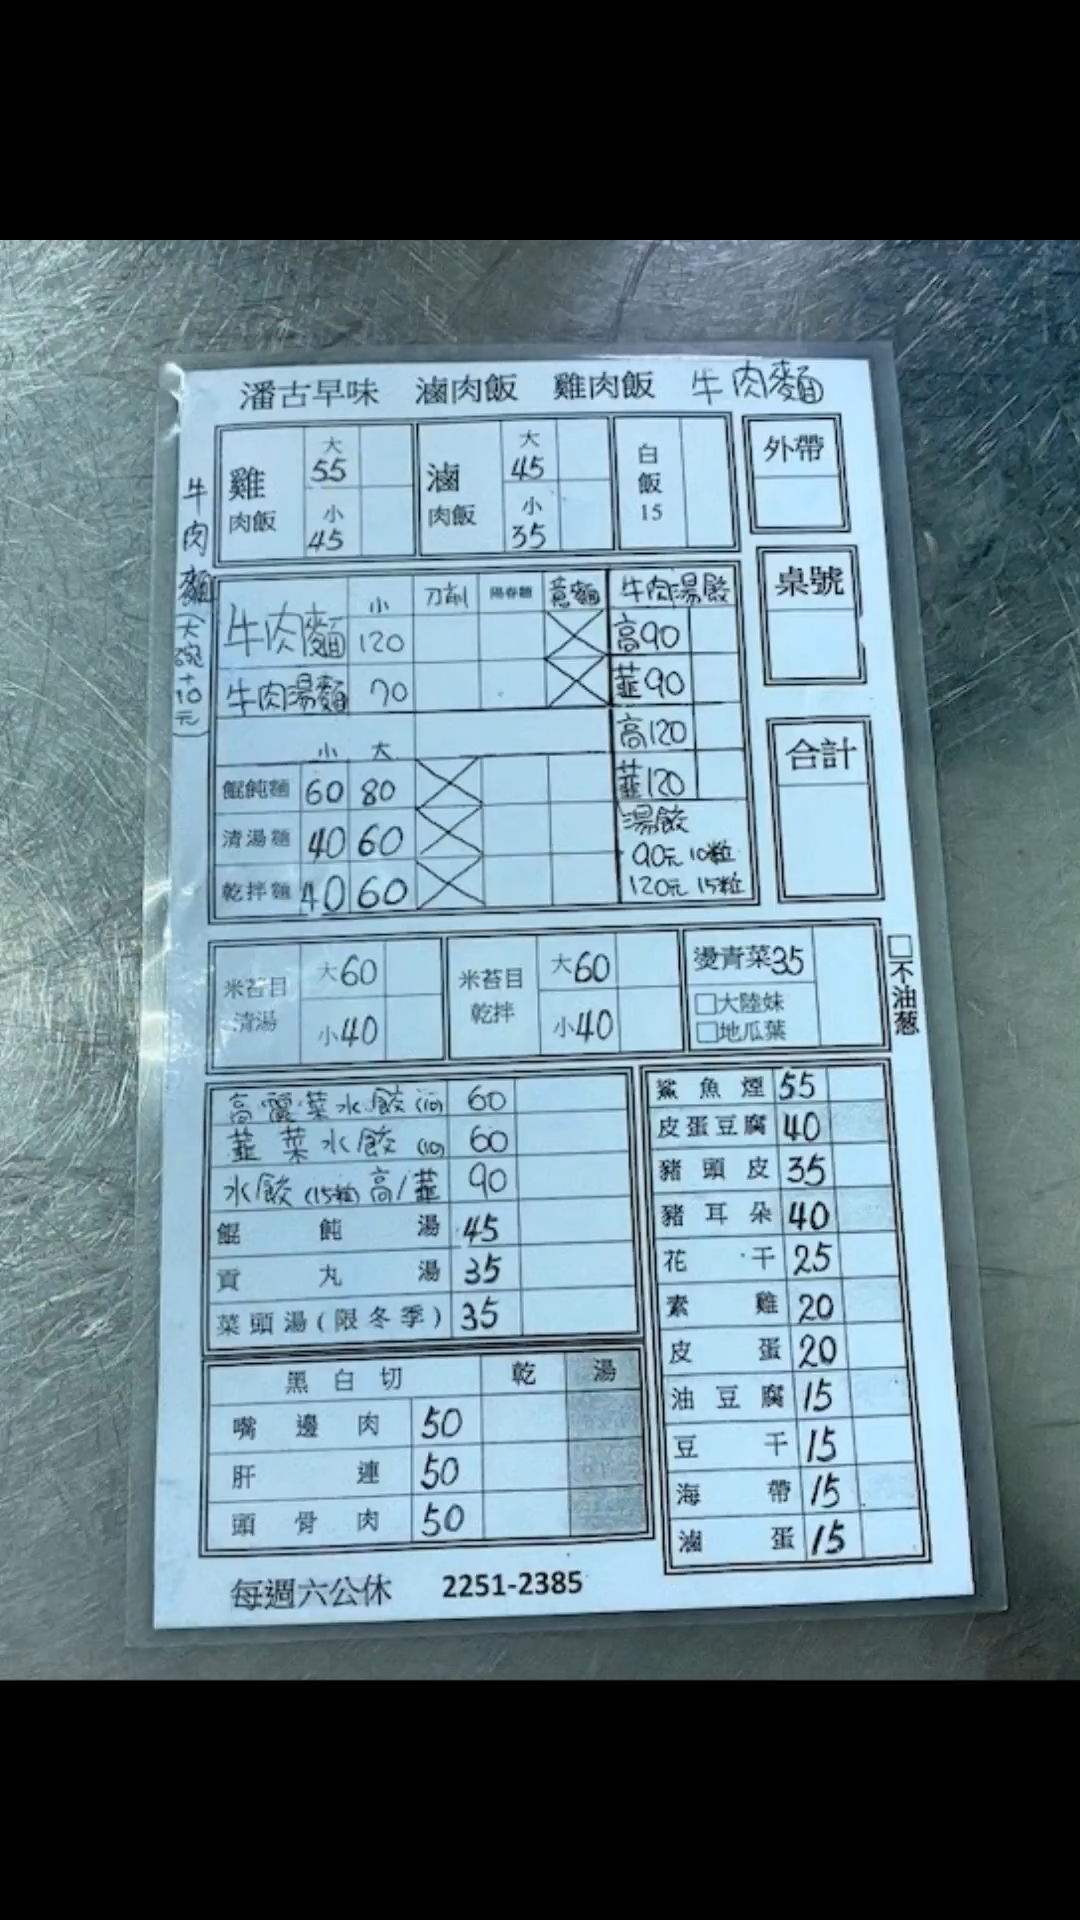 潘古早味 滷肉飯 雞肉飯 牛肉麵
牛肉麵(大碗+10元)
雞肉飯 大 55 小 45
滷肉飯 大 45 小 35
白飯 15
外帶
桌號
合計
小 刀削 陽春麵 意麵
牛肉麵 120
牛肉湯麵 70
小 大
餛飩麵 60 80
清湯麵 40 60
乾拌麵 40 60
牛肉湯餃
高90
韮90
高120
韮120
湯餃
90元 10粒
120元 15粒
米苔目清湯 大60 小40
米苔目乾拌 大60 小40
燙青菜35
□大陸妹
□地瓜葉
□不油葱
高麗菜水餃(10) 60
韮菜水餃(10) 60
水餃(15粒)高/韮 90
餛飩湯 45
貢丸湯 35
菜頭湯(限冬季) 35
黑白切 乾 湯
嘴邊肉 50
肝連 50
頭骨肉 50
鯊魚煙 55
皮蛋豆腐 40
豬頭皮 35
豬耳朵 40
花干 25
素雞 20
皮蛋 20
油豆腐 15
豆干 15
海帶 15
滷蛋 15
每週六公休 2251-2385